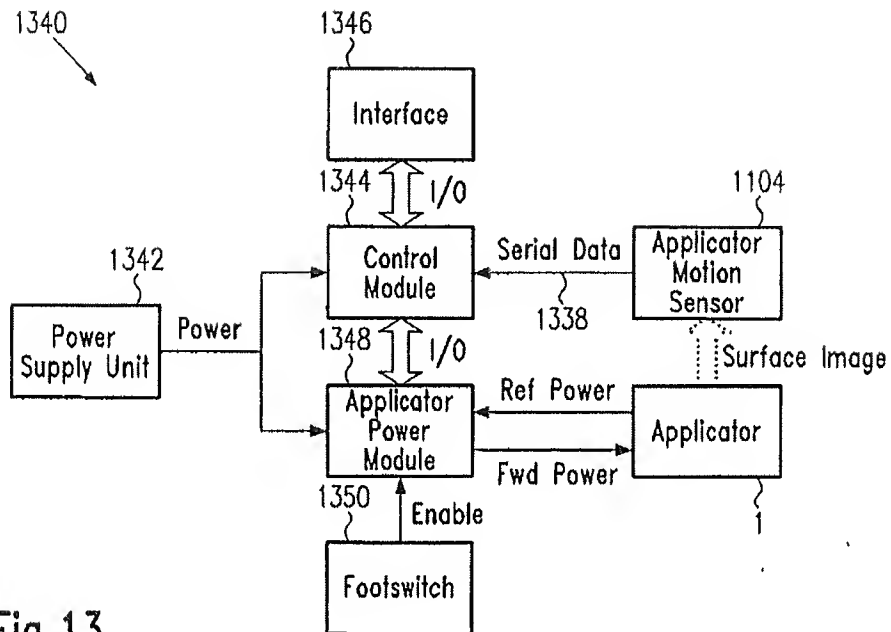 1340
1346
Interface
1344
I/O
1104
Control
Module
Serial Data
1338
Applicator
Motion
Sensor
1342
Power
Supply Unit
Power
1348
I/O
Surface Image
Applicator
Power
Module
Ref Power
Fwd Power
Applicator
1
1350
Enable
Footswitch
Fig.13